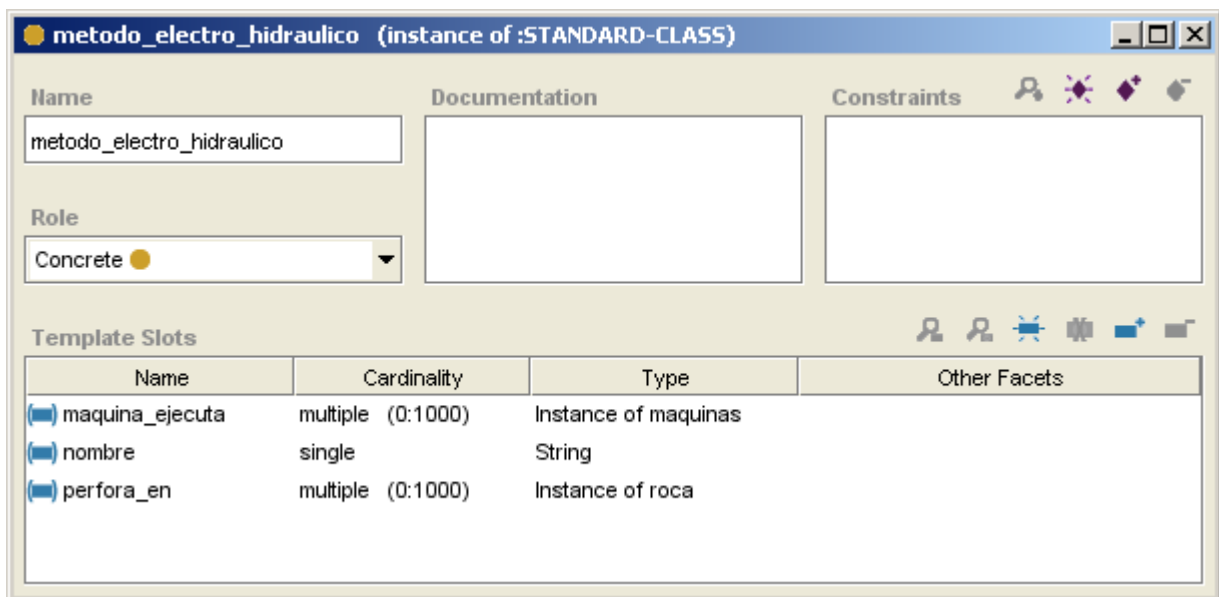 metodo_electro_hidraulico (instance of :STANDARD-CLASS)
Name Documentation Constraints
metodo_electro_hidraulico
Role
Concrete
Template Slots
Name Cardinality Type Other Facets
maquina_ejecuta multiple (0:1000) Instance of maquinas
nombre single String
perfora_en multiple (0:1000) Instance of roca